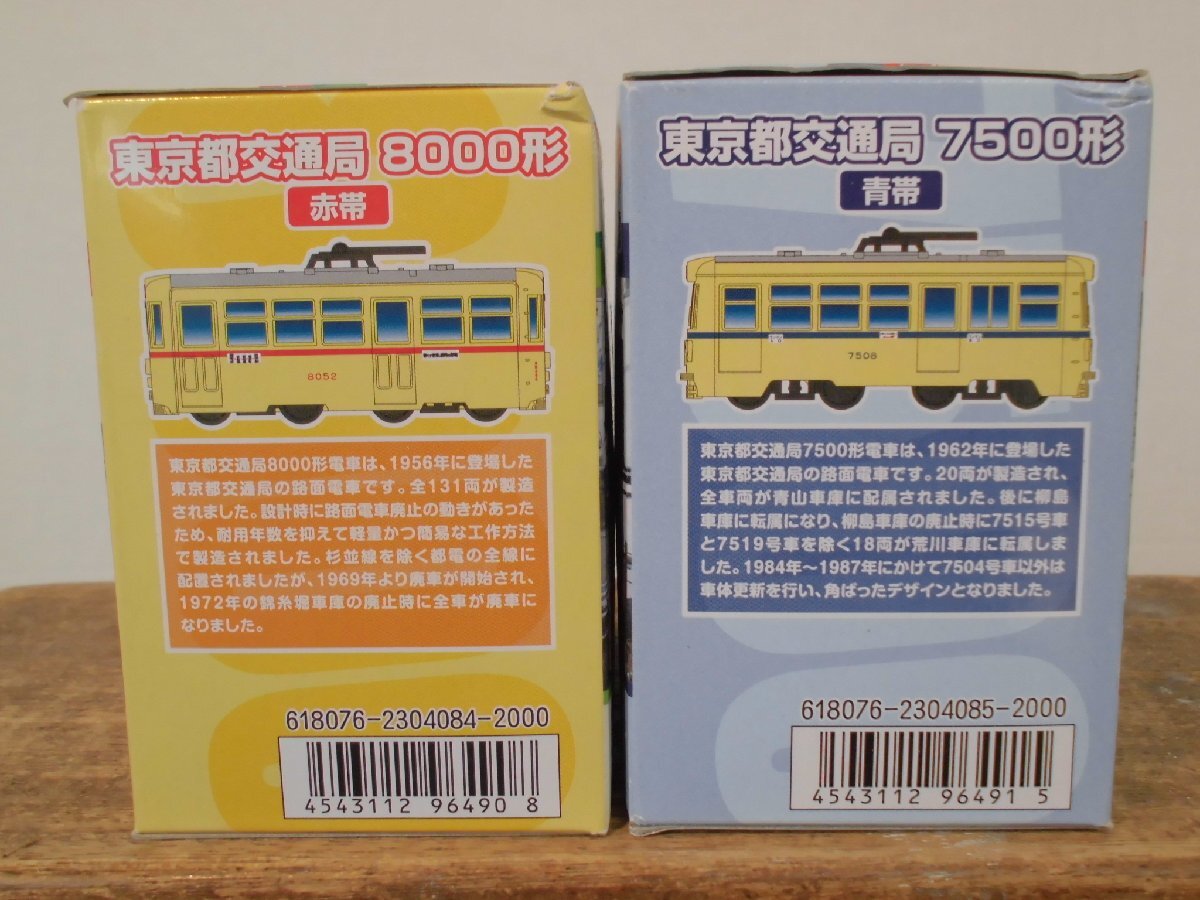 東京都交通局 8000形
赤帯
8052
東京都交通局8000形電車は、1956年に登場した
東京都交通局の路面電車です。全131両が製造
されました。設計時に路面電車廃止の動きがあった
ため、耐用年数を抑えて軽量かつ簡易な工作方法
で製造されました。杉並線を除く都電の全線に
配置されましたが、1969年より廃車が開始され、
1972年の錦糸堀車庫の廃止時に全車が廃車に
なりました。
618076-2304084-2000
4543112 964908
東京都交通局 7500形
青帯
7508
東京都交通局7500形電車は、1962年に登場した
東京都交通局の路面電車です。20両が製造され、
全車両が青山車庫に配属されました。後に柳島
車庫に転属になり、柳島車庫の廃止時に7515号車
と7519号車を除く18両が荒川車庫に転属しま
した。1984年～1987年にかけて7504号車以外は
車体更新を行い、角ばったデザインとなりました。
618076-2304085-2000
4543112 964915